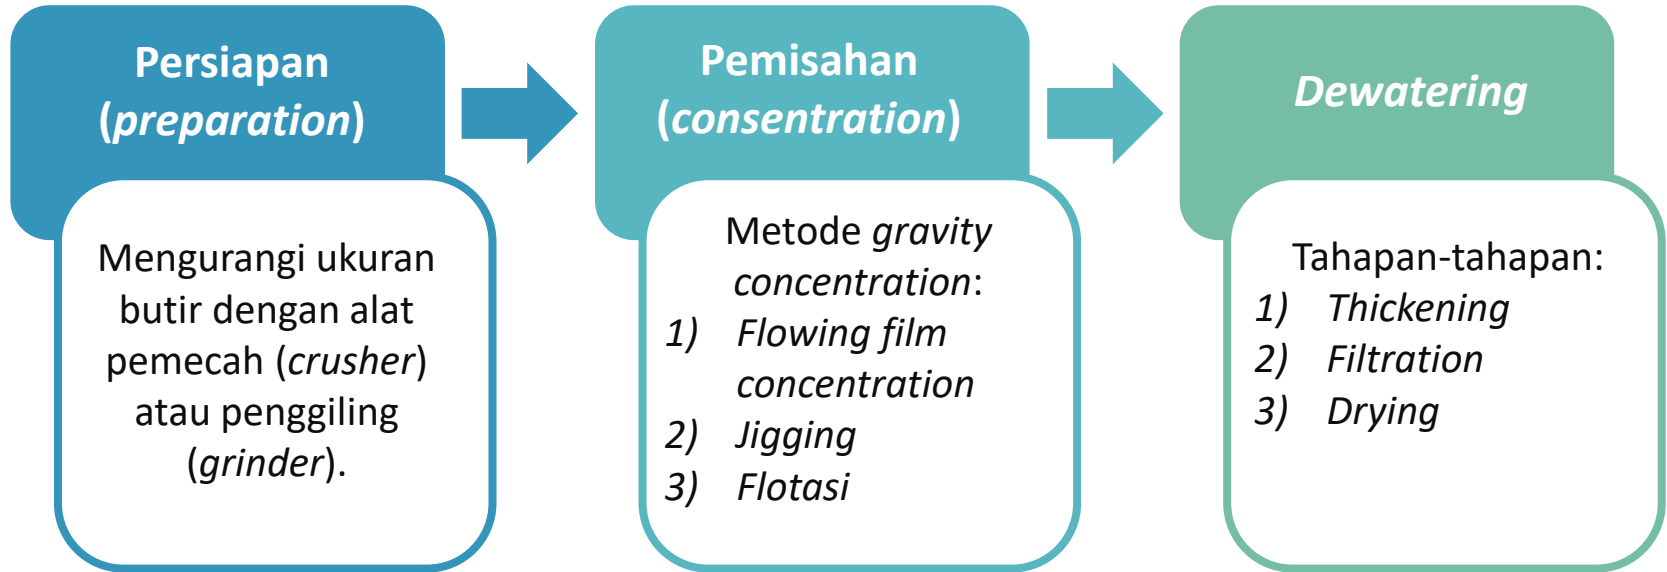 Persiapan
(preparation)
Mengurangi ukuran
butir dengan alat
pemecah (crusher)
atau penggiling
(grinder).
Pemisahan
(consentration)
Metode gravity
concentration:
1) Flowing film
concentration
2) Jigging
3) Flotasi
Dewatering
Tahapan-tahapan:
1) Thickening
2) Filtration
3) Drying